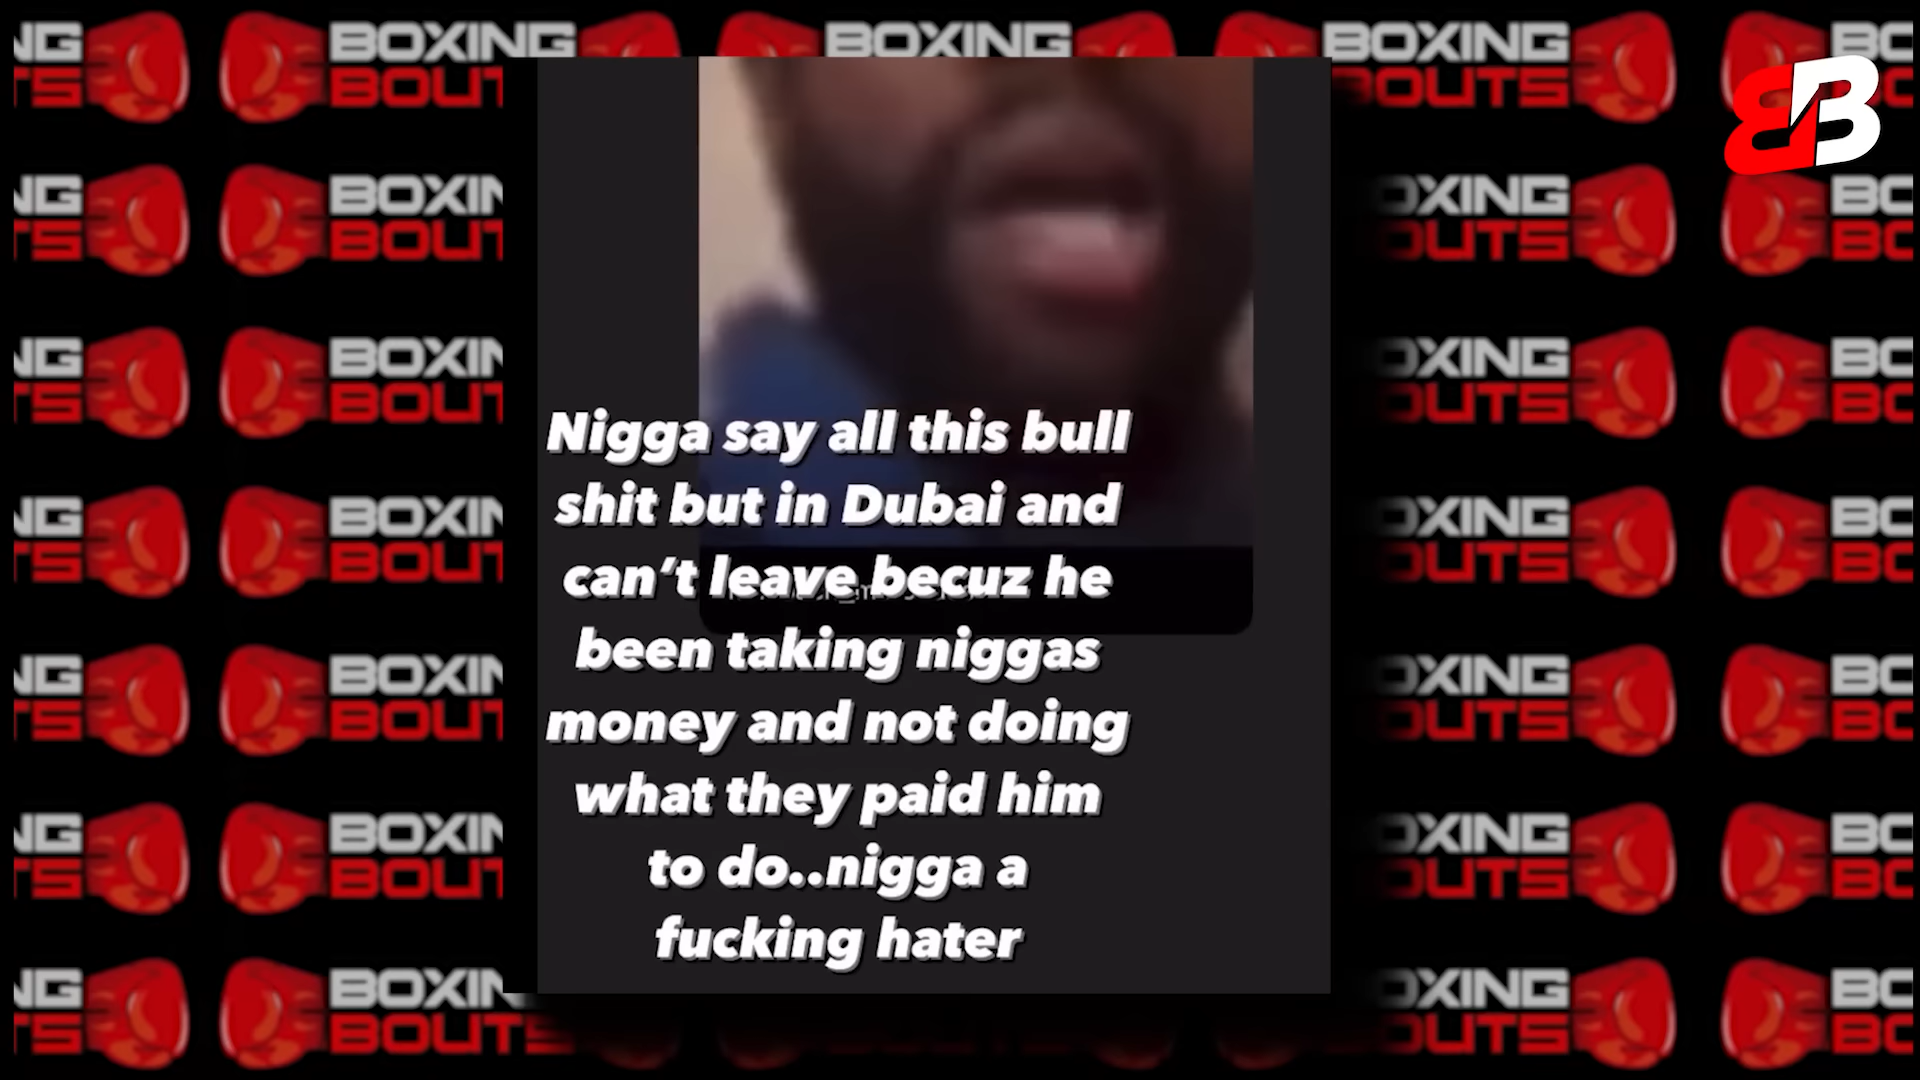 BOXING
BOUTS
BB
Nigga say all this bull
shit but in Dubai and
can't leave becuz he
been taking niggas
money and not doing
what they paid him
to do..nigga a
fucking hater